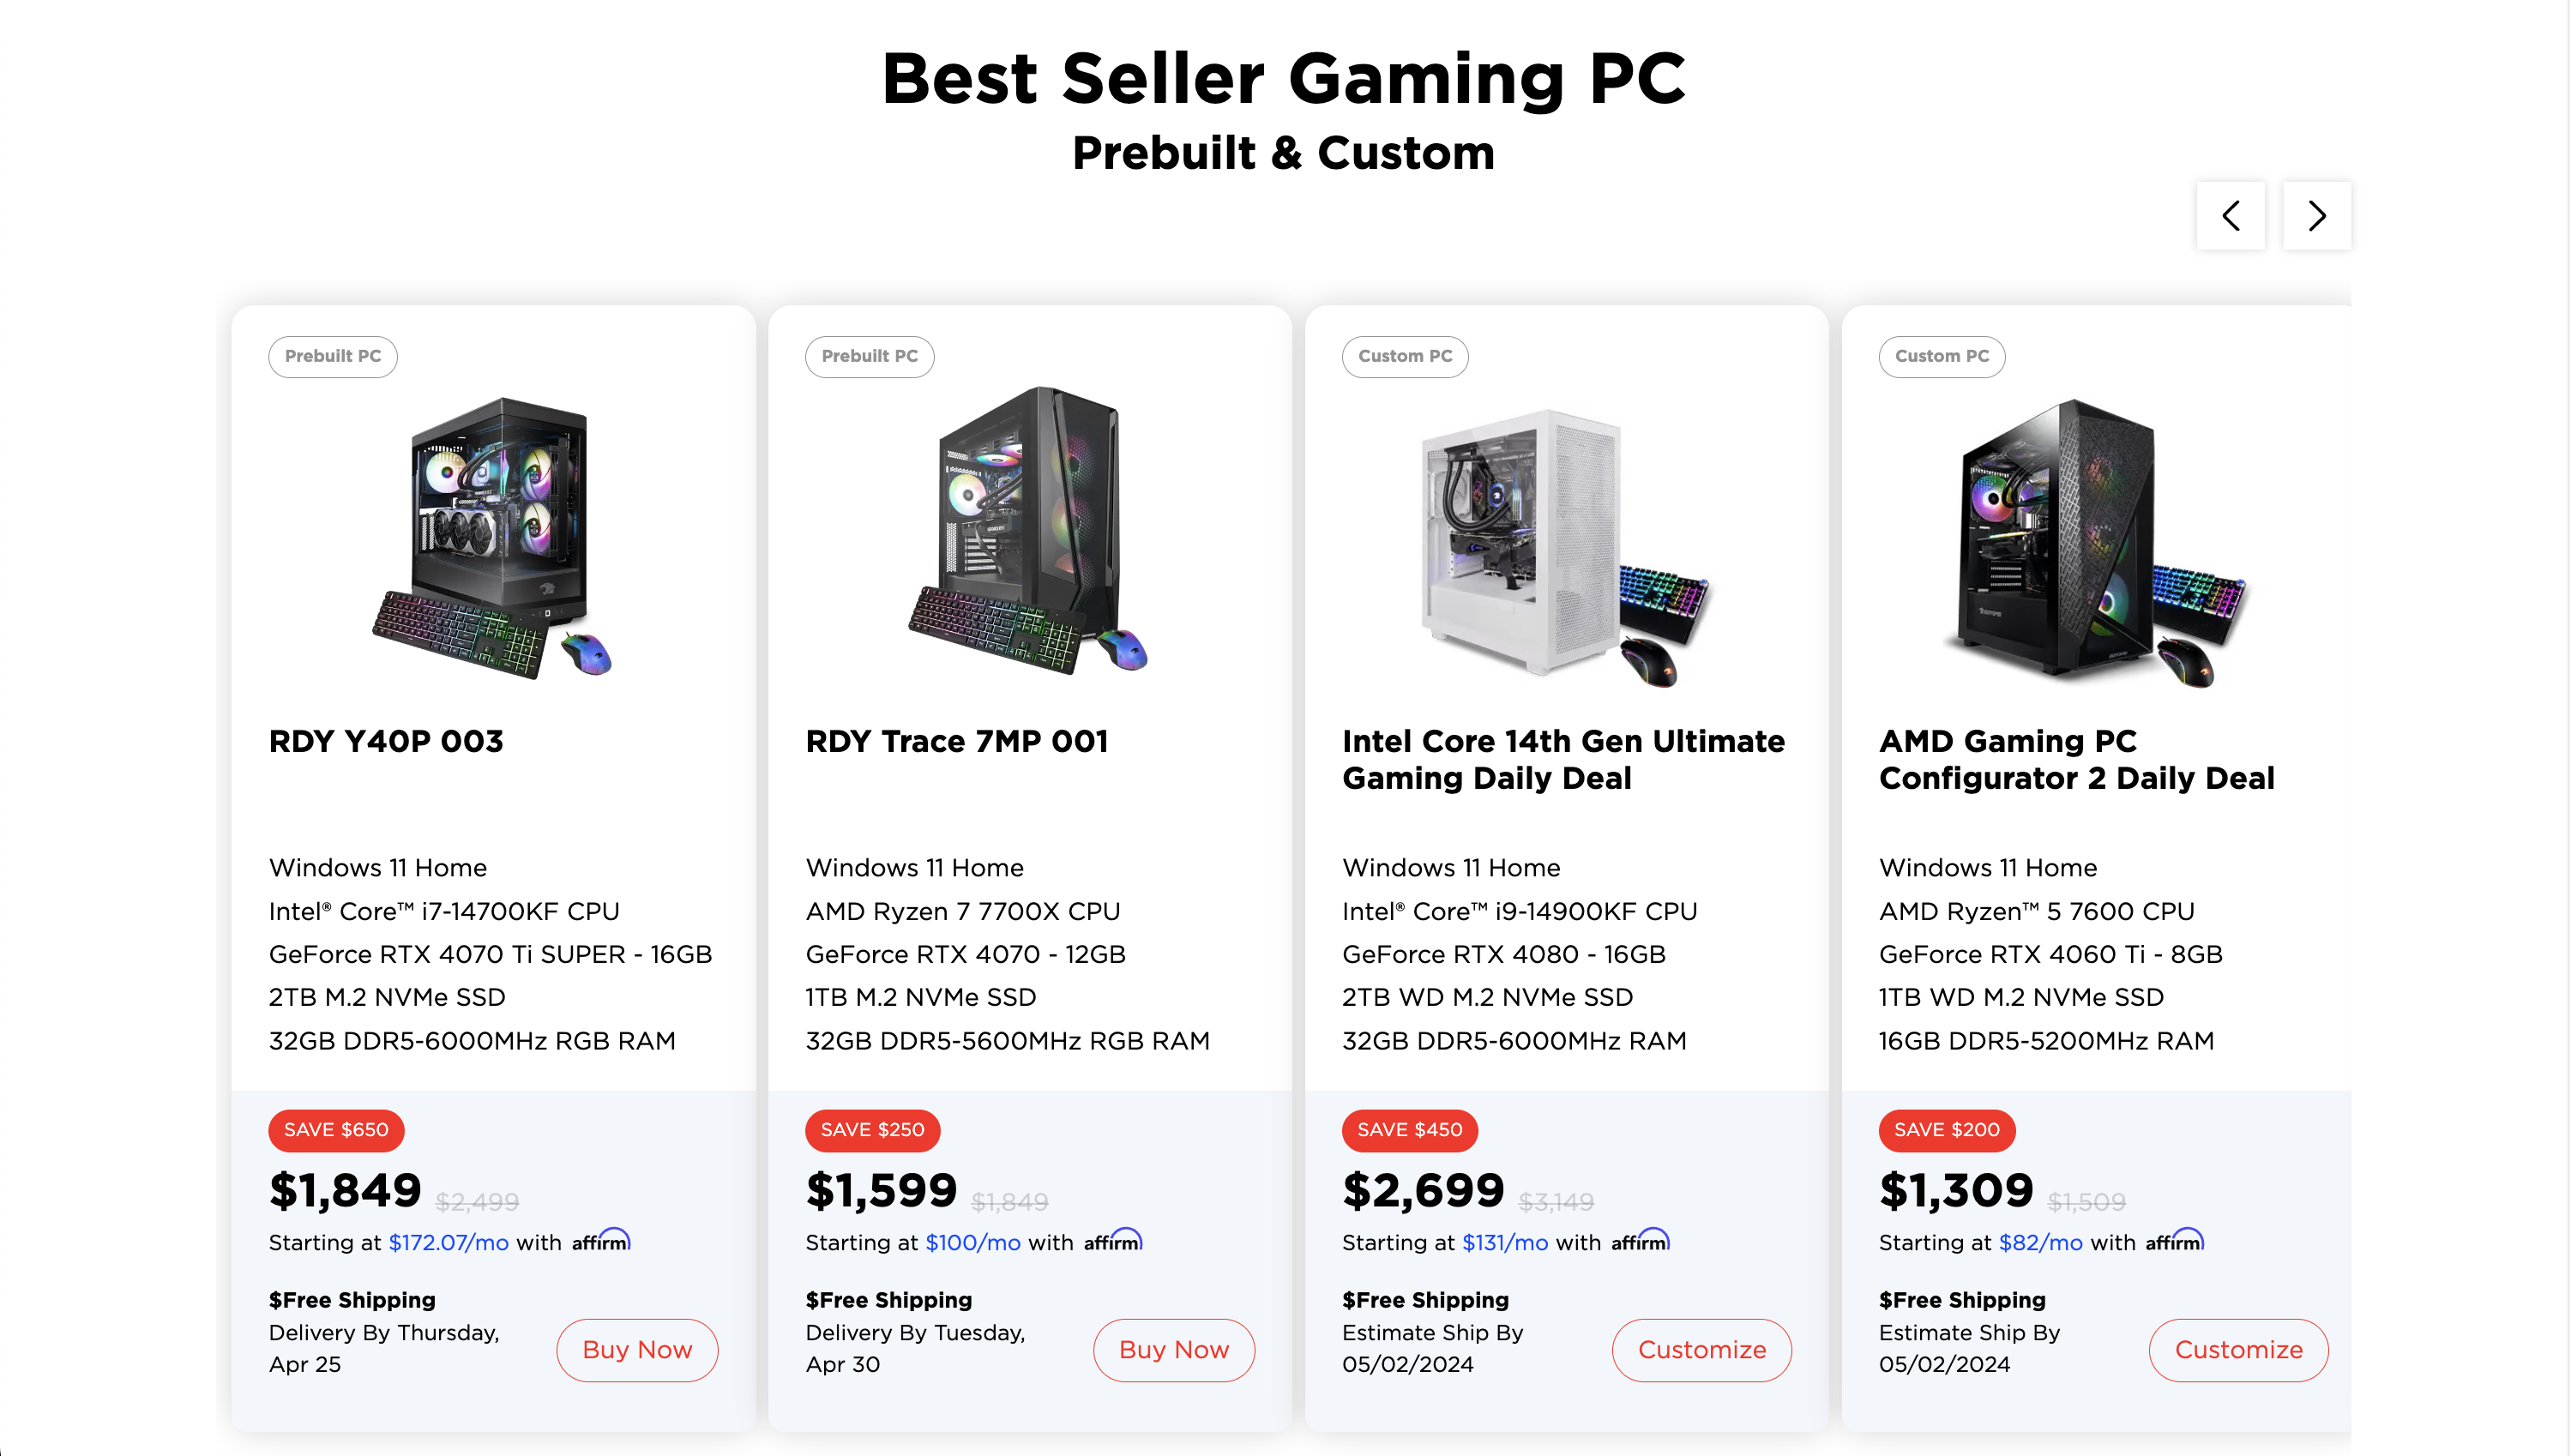 Best Seller Gaming PC
Prebuilt & Custom
Prebuilt PC
RDY Y40P 003
Windows 11 Home
Intel® Core™ i7-14700KF CPU
GeForce RTX 4070 Ti SUPER - 16GB
2TB M.2 NVMe SSD
32GB DDR5-6000MHz RGB RAM
SAVE $650
$1,849 $2,499
Starting at $172.07/mo with affirm
$Free Shipping
Delivery By Thursday,
Apr 25
Buy Now
Prebuilt PC
RDY Trace 7MP 001
Windows 11 Home
AMD Ryzen 7 7700X CPU
GeForce RTX 4070 - 12GB
1TB M.2 NVMe SSD
32GB DDR5-5600MHz RGB RAM
SAVE $250
$1,599 $1,849
Starting at $100/mo with affirm
$Free Shipping
Delivery By Tuesday,
Apr 30
Buy Now
Custom PC
Intel Core 14th Gen Ultimate
Gaming Daily Deal
Windows 11 Home
Intel® Core™ i9-14900KF CPU
GeForce RTX 4080 - 16GB
2TB WD M.2 NVMe SSD
32GB DDR5-6000MHz RAM
SAVE $450
$2,699 $3,149
Starting at $131/mo with affirm
$Free Shipping
Estimate Ship By
05/02/2024
Customize
Custom PC
AMD Gaming PC
Configurator 2 Daily Deal
Windows 11 Home
AMD Ryzen™ 5 7600 CPU
GeForce RTX 4060 Ti - 8GB
1TB WD M.2 NVMe SSD
16GB DDR5-5200MHz RAM
SAVE $200
$1,309 $1,509
Starting at $82/mo with affirm
$Free Shipping
Estimate Ship By
05/02/2024
Customize